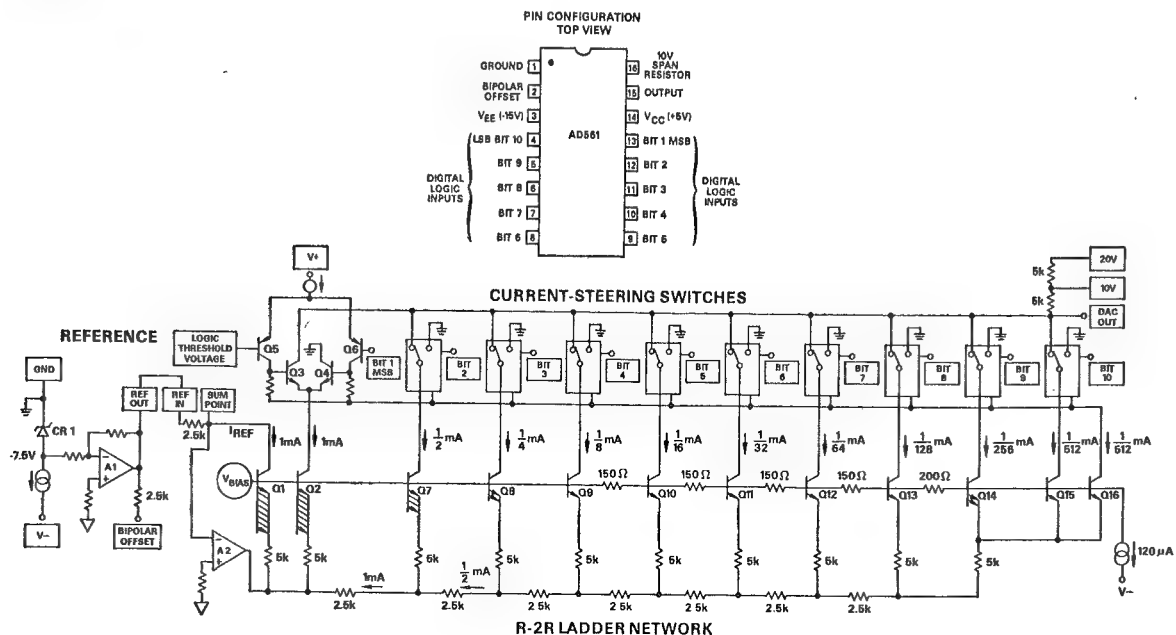 PIN CONFIGURATION
TOP VIEW
GROUND 1
BIPOLAR OFFSET 2
VEE (-15V) 3
LSB BIT 10 4
BIT 9 5
BIT 8 6
BIT 7 7
BIT 6 8
DIGITAL LOGIC INPUTS
AD561
16 10V SPAN RESISTOR
15 OUTPUT
14 VCC (+5V)
13 BIT 1 MSB
12 BIT 2
11 BIT 3
10 BIT 4
9 BIT 5
DIGITAL LOGIC INPUTS
V+
CURRENT-STEERING SWITCHES
20V
5k
10V
5k
DAC OUT
REFERENCE
LOGIC THRESHOLD VOLTAGE
Q5
Q3
Q4
Q6
BIT 1 MSB
BIT 2
BIT 3
BIT 4
BIT 5
BIT 6
BIT 7
BIT 8
BIT 9
BIT 10
GND
REF OUT
REF IN
SUM POINT
2.5k
IREF
CR 1
-7.5V
A1
2.5k
BIPOLAR OFFSET
V-
1mA
1mA
1/2 mA
1/4 mA
1/8 mA
1/16 mA
1/32 mA
1/64 mA
1/128 mA
1/256 mA
1/512 mA
1/512 mA
VBIAS
Q1
Q2
Q7
Q8
Q9
150Ω
Q10
150Ω
Q11
150Ω
Q12
150Ω
Q13
200Ω
Q14
Q15
Q16
A2
5k
5k
5k
5k
5k
5k
5k
5k
5k
5k
120 μA
V-
1mA
1/2 mA
2.5k
2.5k
2 5k
2.5k
2.5k
2.5k
2.5k
R-2R LADDER NETWORK